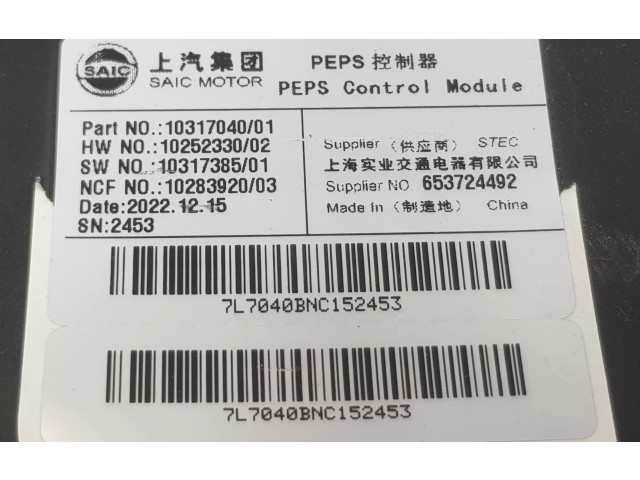 SAIC 上汽集团
SAIC MOTOR
PEPS 控制器
PEPS Control Module
Part NO.:10317040/01
HW NO.:10252330/02
SW NO.:10317385/01
NCF NO.:10283920/03
Date:2022.12.15
SN:2453
Supplier (供应商) STEC
上海实业交通电器有限公司
Supplier NO 653724492
Made in (制造地) China
7L7040BNC152453
7L7040BNC152453